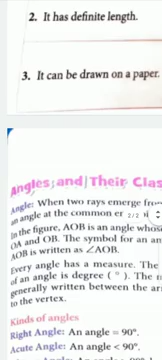 2. It has definite length.
3. It can be drawn on a paper.
Angles and Their Clas
Angle: When two rays emerge fro
an angle at the common er 2/2
In the figure, AOB is an angle whose
OA and OB. The symbol for an an
AOB is written as ∠AOB.
Every angle has a measure. The
of an angle is degree ( ° ). The
generally written between the ar
to the vertex.
Kinds of angles
Right Angle: An angle = 90°.
Acute Angle: An angle < 90°.